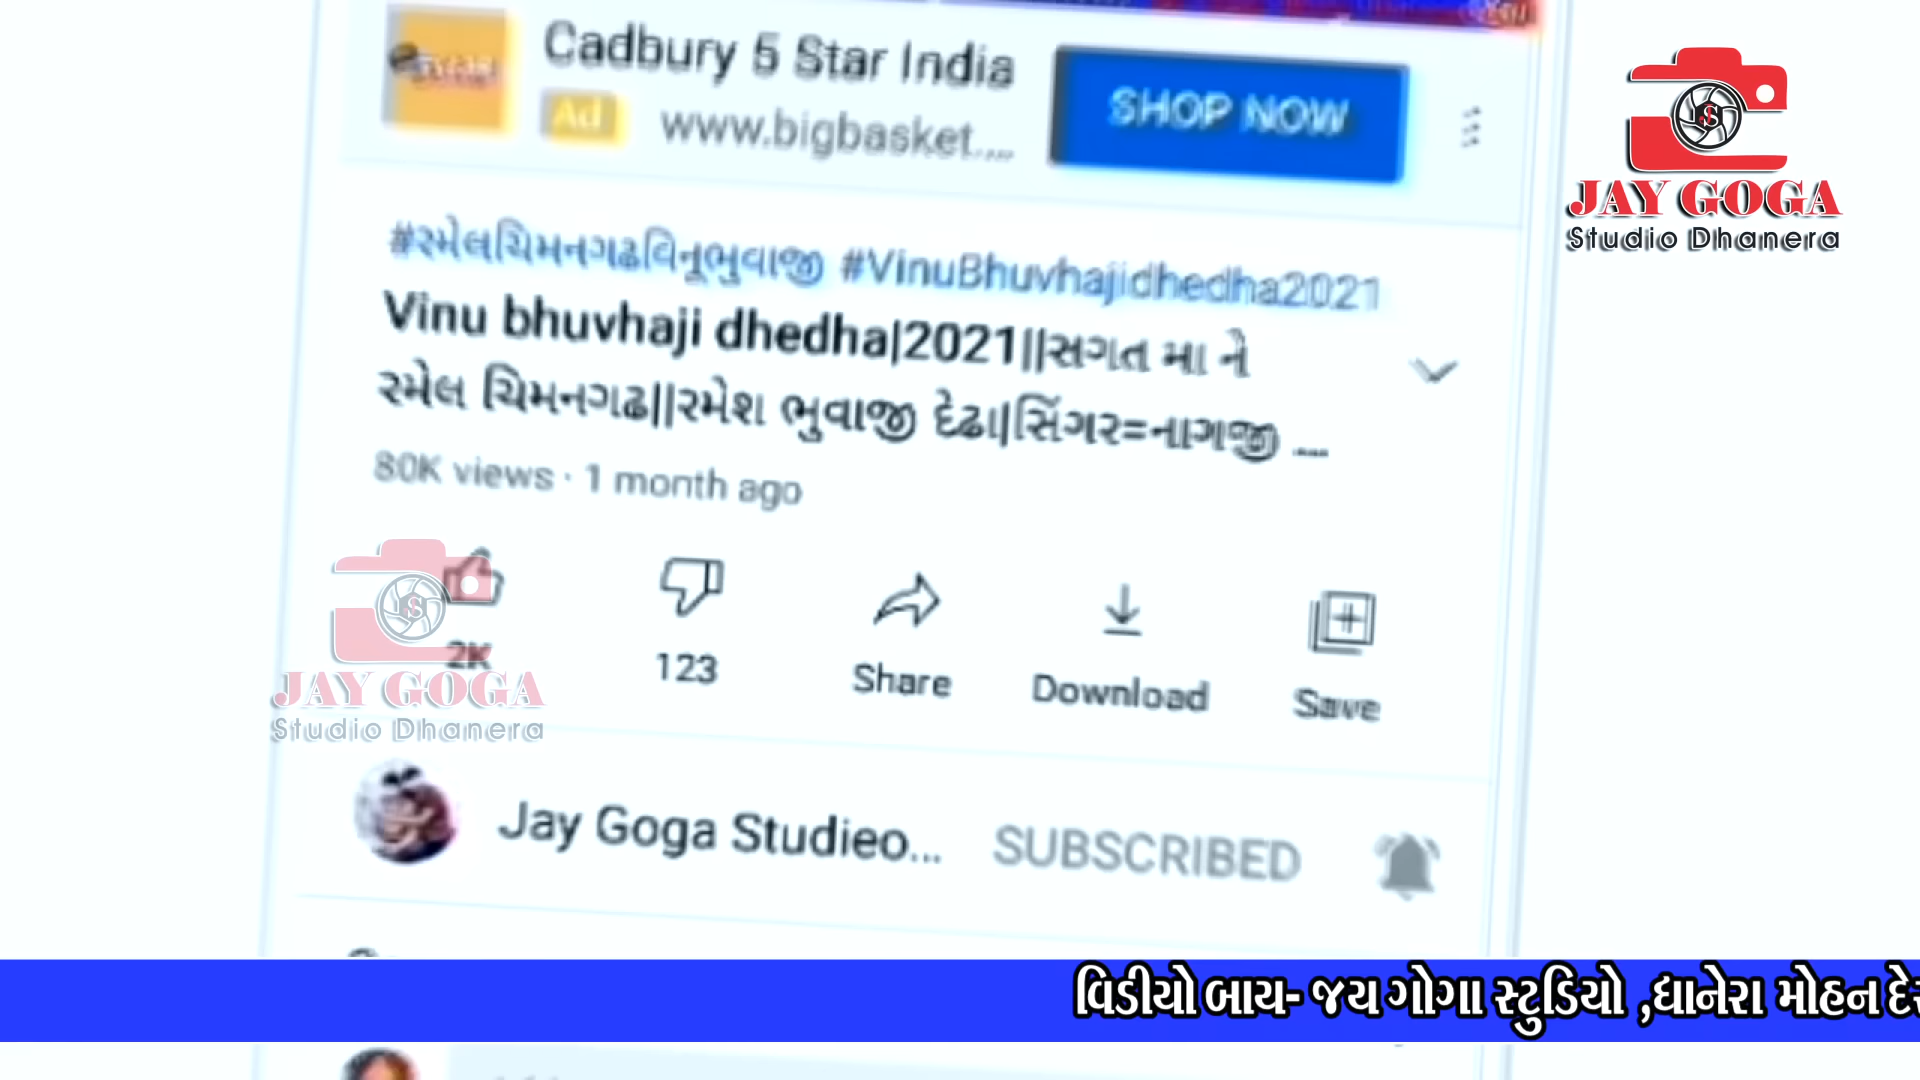 Cadbury 5 Star India
Ad www.bigbasket....
SHOP NOW
#રમેલચિમનગઢવિનૂભુવાજી #VinuBhuvhajidhedha2021
Vinu bhuvhaji dhedha|2021||સગત મા ને
રમેલ ચિમનગઢ||રમેશ ભુવાજી દેઢા|સિંગર=નાગજી ...
80K views · 1 month ago
2K
123
Share
Download
Save
Jay Goga Studieo...
SUBSCRIBED
JAY GOGA
Studio Dhanera
JAY GOGA
Studio Dhanera
વિડીયો બાય- જય ગોગા સ્ટુડિયો ,ધાનેરા મોહન